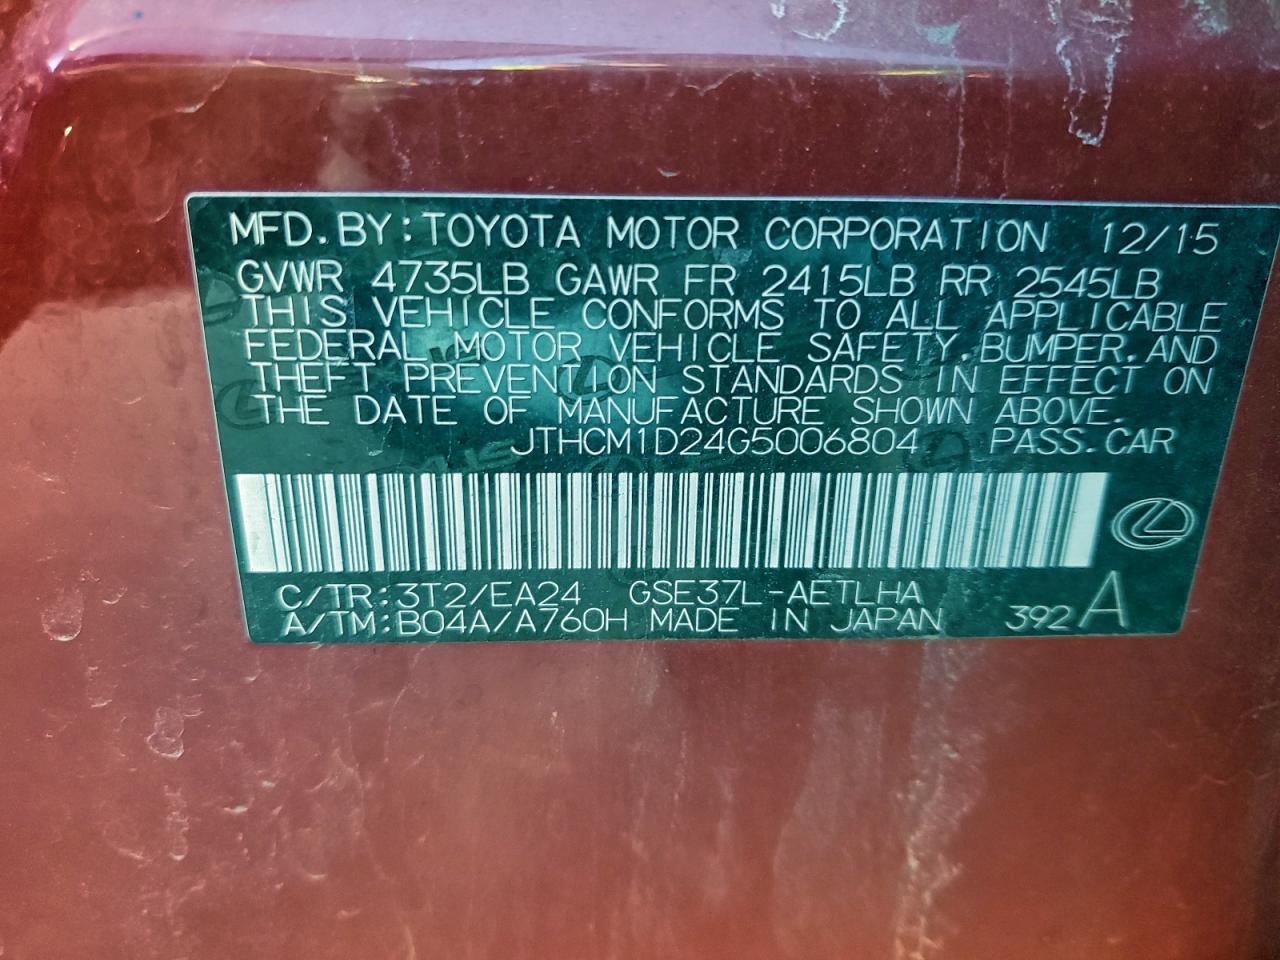 MFD. BY: TOYOTA MOTOR CORPORATION 12/15
GVWR 4735LB GAWR FR 2415LB RR 2545LB
THIS VEHICLE CONFORMS TO ALL APPLICABLE
FEDERAL MOTOR VEHICLE SAFETY, BUMPER, AND
THEFT PREVENTION STANDARDS IN EFFECT ON
THE DATE OF MANUFACTURE SHOWN ABOVE.
JTHCM1D24G5006804 PASS. CAR
C/TR: 3T2/EA24 GSE37L-AETLHA
A/TM: B04A/A760H MADE IN JAPAN 392 A